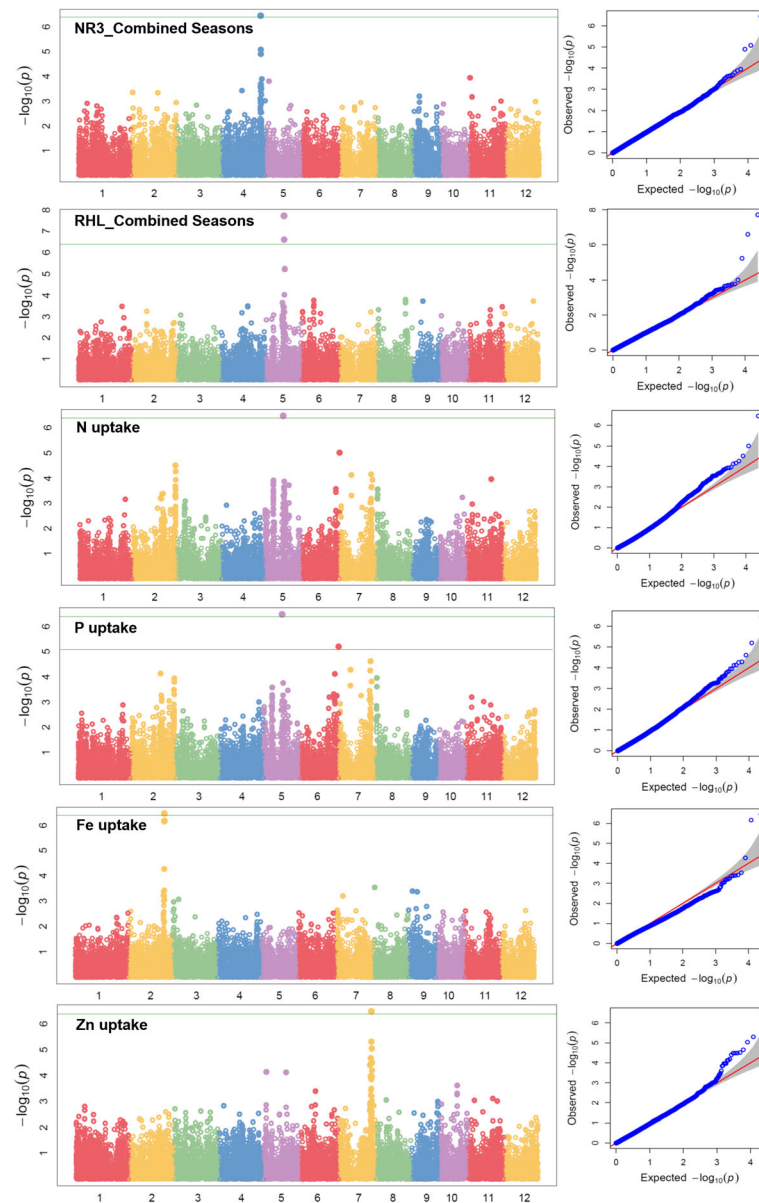 NR3_Combined Seasons
−log10(p)
6
5
4
3
2
1
1 2 3 4 5 6 7 8 9 10 11 12
Observed −log10(p)
6
5
4
3
2
1
0
0 1 2 3 4
Expected −log10(p)
RHL_Combined Seasons
−log10(p)
8
7
6
5
4
3
2
1
1 2 3 4 5 6 7 8 9 10 11 12
Observed −log10(p)
8
6
4
2
0
0 1 2 3 4
Expected −log10(p)
N uptake
−log10(p)
6
5
4
3
2
1
1 2 3 4 5 6 7 8 9 10 11 12
Observed −log10(p)
6
5
4
3
2
1
0
0 1 2 3 4
Expected −log10(p)
P uptake
−log10(p)
6
5
4
3
2
1
1 2 3 4 5 6 7 8 9 10 11 12
Observed −log10(p)
6
5
4
3
2
1
0
0 1 2 3 4
Expected −log10(p)
Fe uptake
−log10(p)
6
5
4
3
2
1
1 2 3 4 5 6 7 8 9 10 11 12
Observed −log10(p)
6
5
4
3
2
1
0
0 1 2 3 4
Expected −log10(p)
Zn uptake
−log10(p)
6
5
4
3
2
1
1 2 3 4 5 6 7 8 9 10 11 12
Observed −log10(p)
6
5
4
3
2
1
0
0 1 2 3 4
Expected −log10(p)